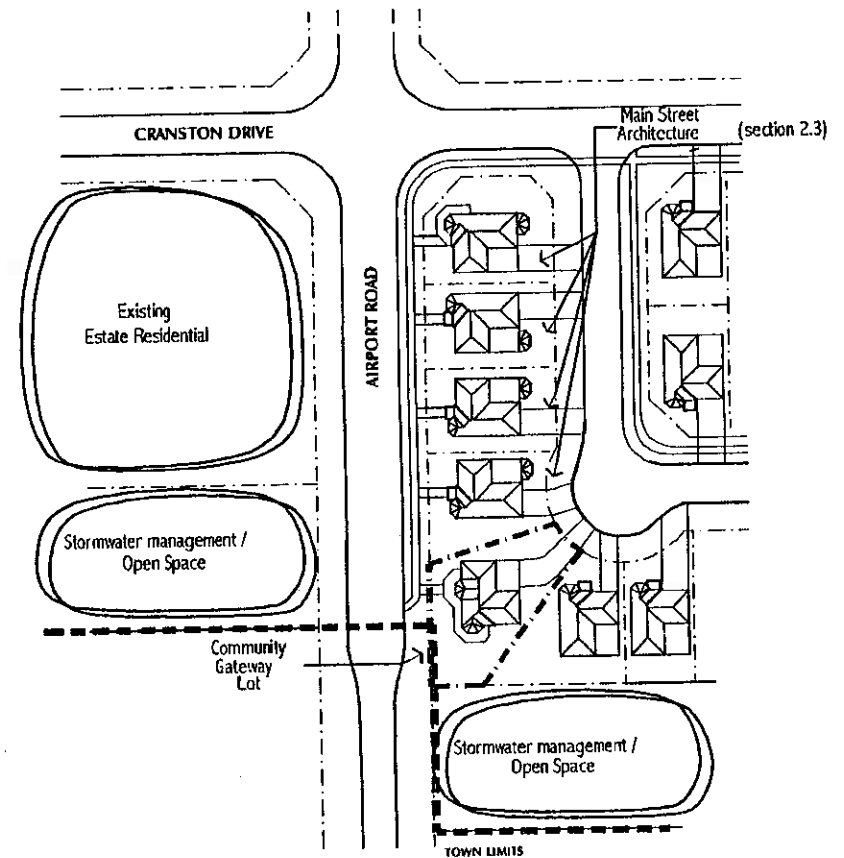 CRANSTON DRIVE
Main Street
Architecture
(section 2.3)
Existing
Estate Residential
AIRPORT ROAD
Stormwater management /
Open Space
Community
Gateway
Lot
Stormwater management /
Open Space
TOWN LIMITS